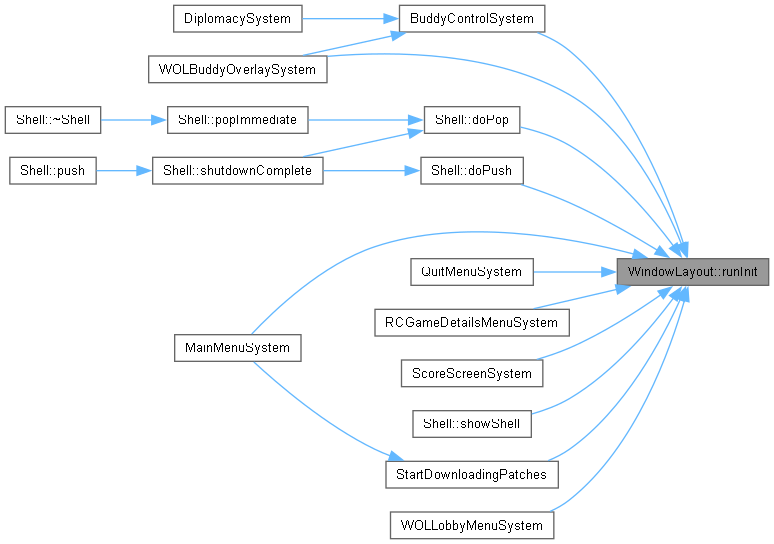 DiplomacySystem
BuddyControlSystem
WOLBuddyOverlaySystem
Shell::~Shell
Shell::popImmediate
Shell::doPop
Shell::push
Shell::shutdownComplete
Shell::doPush
WindowLayout::runInit
QuitMenuSystem
RCGameDetailsMenuSystem
MainMenuSystem
ScoreScreenSystem
Shell::showShell
StartDownloadingPatches
WOLLobbyMenuSystem